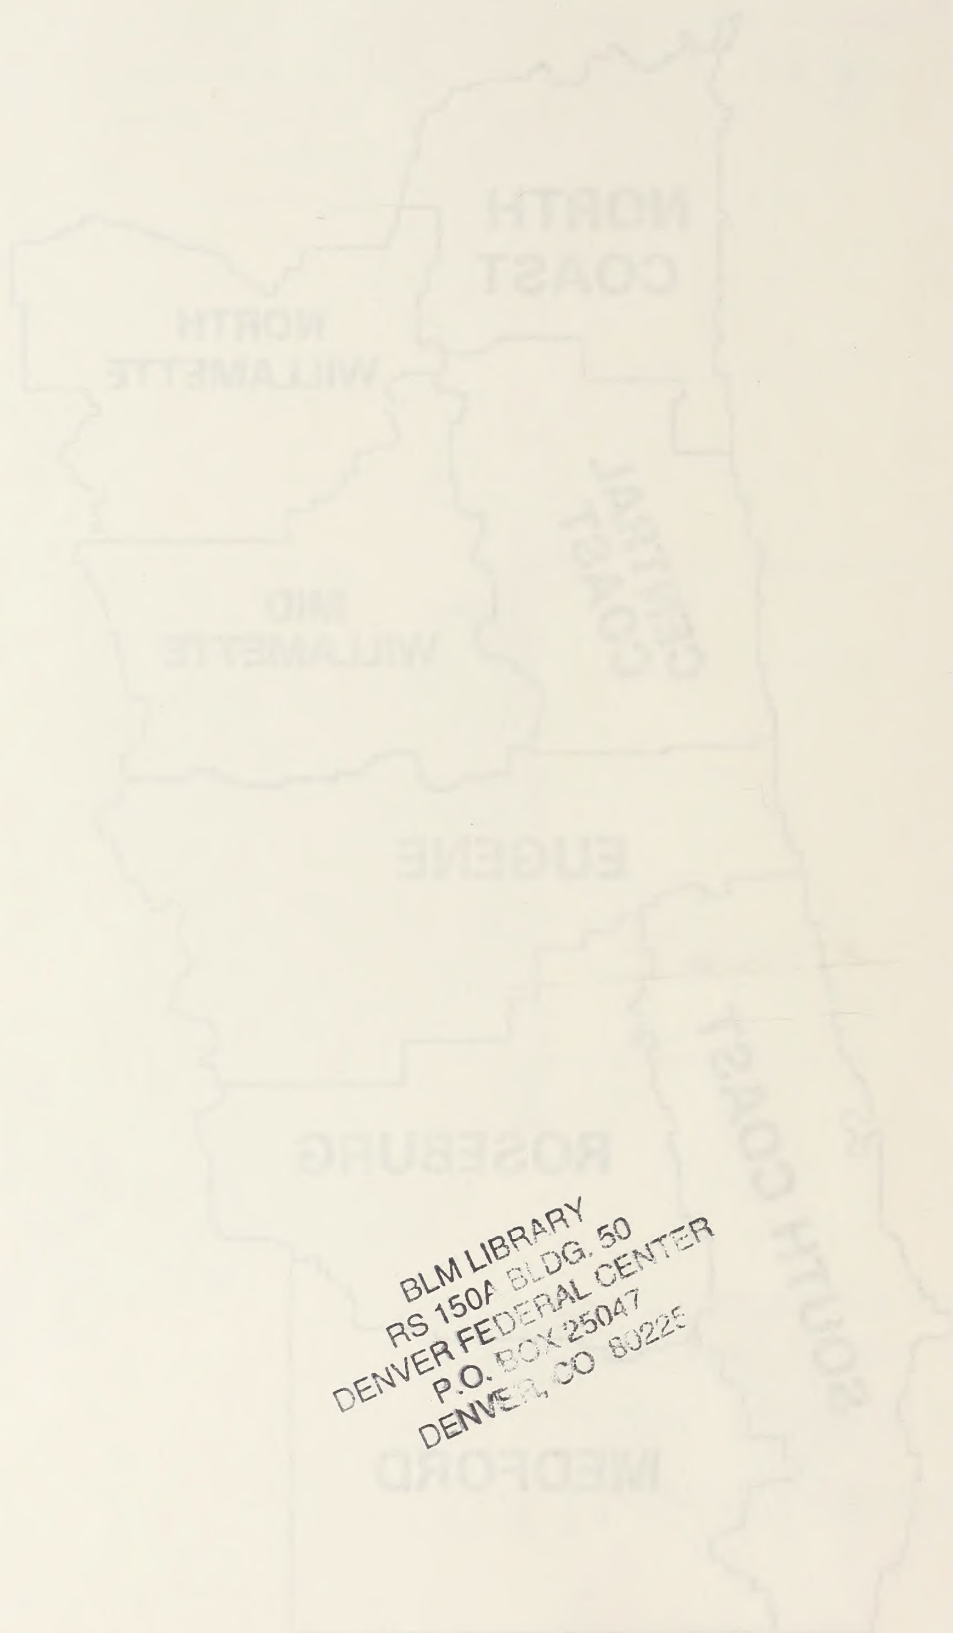 NORTH
COAST
NORTH
WILLAMETTE
CENTRAL
COAST
MID
WILLAMETTE
EUGENE
SOUTH COAST
ROSEBURG
BLM LIBRARY
RS 150A BLDG. 50
DENVER FEDERAL CENTER
P.O. BOX 25047
DENVER, CO 80225
MEDFORD